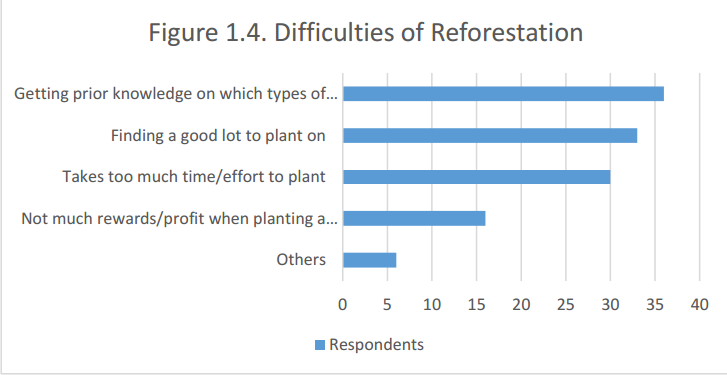 Figure 1.4. Difficulties of Reforestation
Getting prior knowledge on which types of...
Finding a good lot to plant on
Takes too much time/effort to plant
Not much rewards/profit when planting a...
Others
0 5 10 15 20 25 30 35 40
Respondents